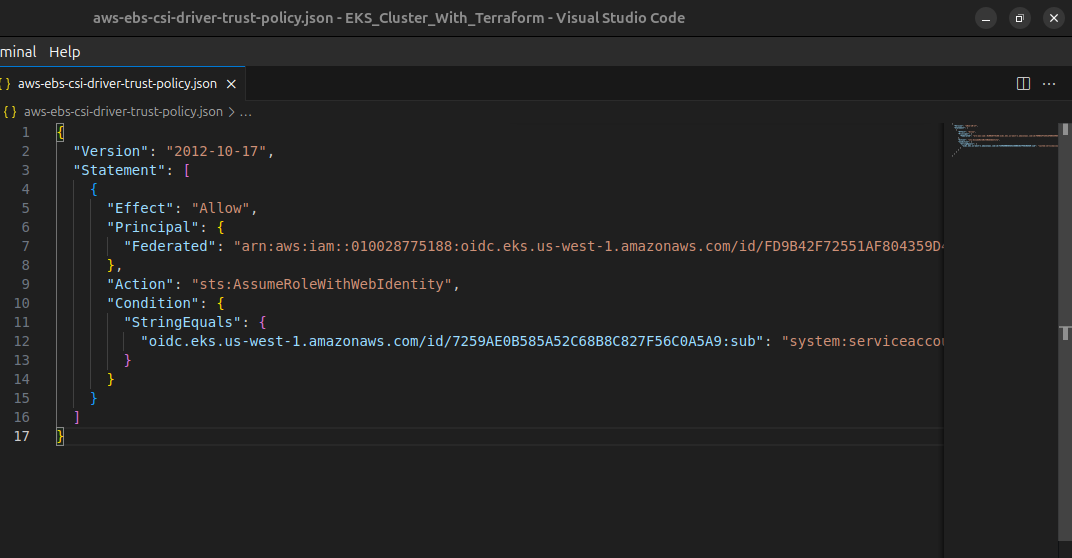 aws-ebs-csi-driver-trust-policy.json - EKS_Cluster_With_Terraform - Visual Studio Code
minal Help
{ } aws-ebs-csi-driver-trust-policy.json ×
{ } aws-ebs-csi-driver-trust-policy.json > ...
1 {
2 "Version": "2012-10-17",
3 "Statement": [
4 {
5 "Effect": "Allow",
6 "Principal": {
7 "Federated": "arn:aws:iam::010028775188:oidc.eks.us-west-1.amazonaws.com/id/FD9B42F72551AF804359D4
8 },
9 "Action": "sts:AssumeRoleWithWebIdentity",
10 "Condition": {
11 "StringEquals": {
12 "oidc.eks.us-west-1.amazonaws.com/id/7259AE0B585A52C68B8C827F56C0A5A9:sub": "system:serviceaccou
13 }
14 }
15 }
16 ]
17 }